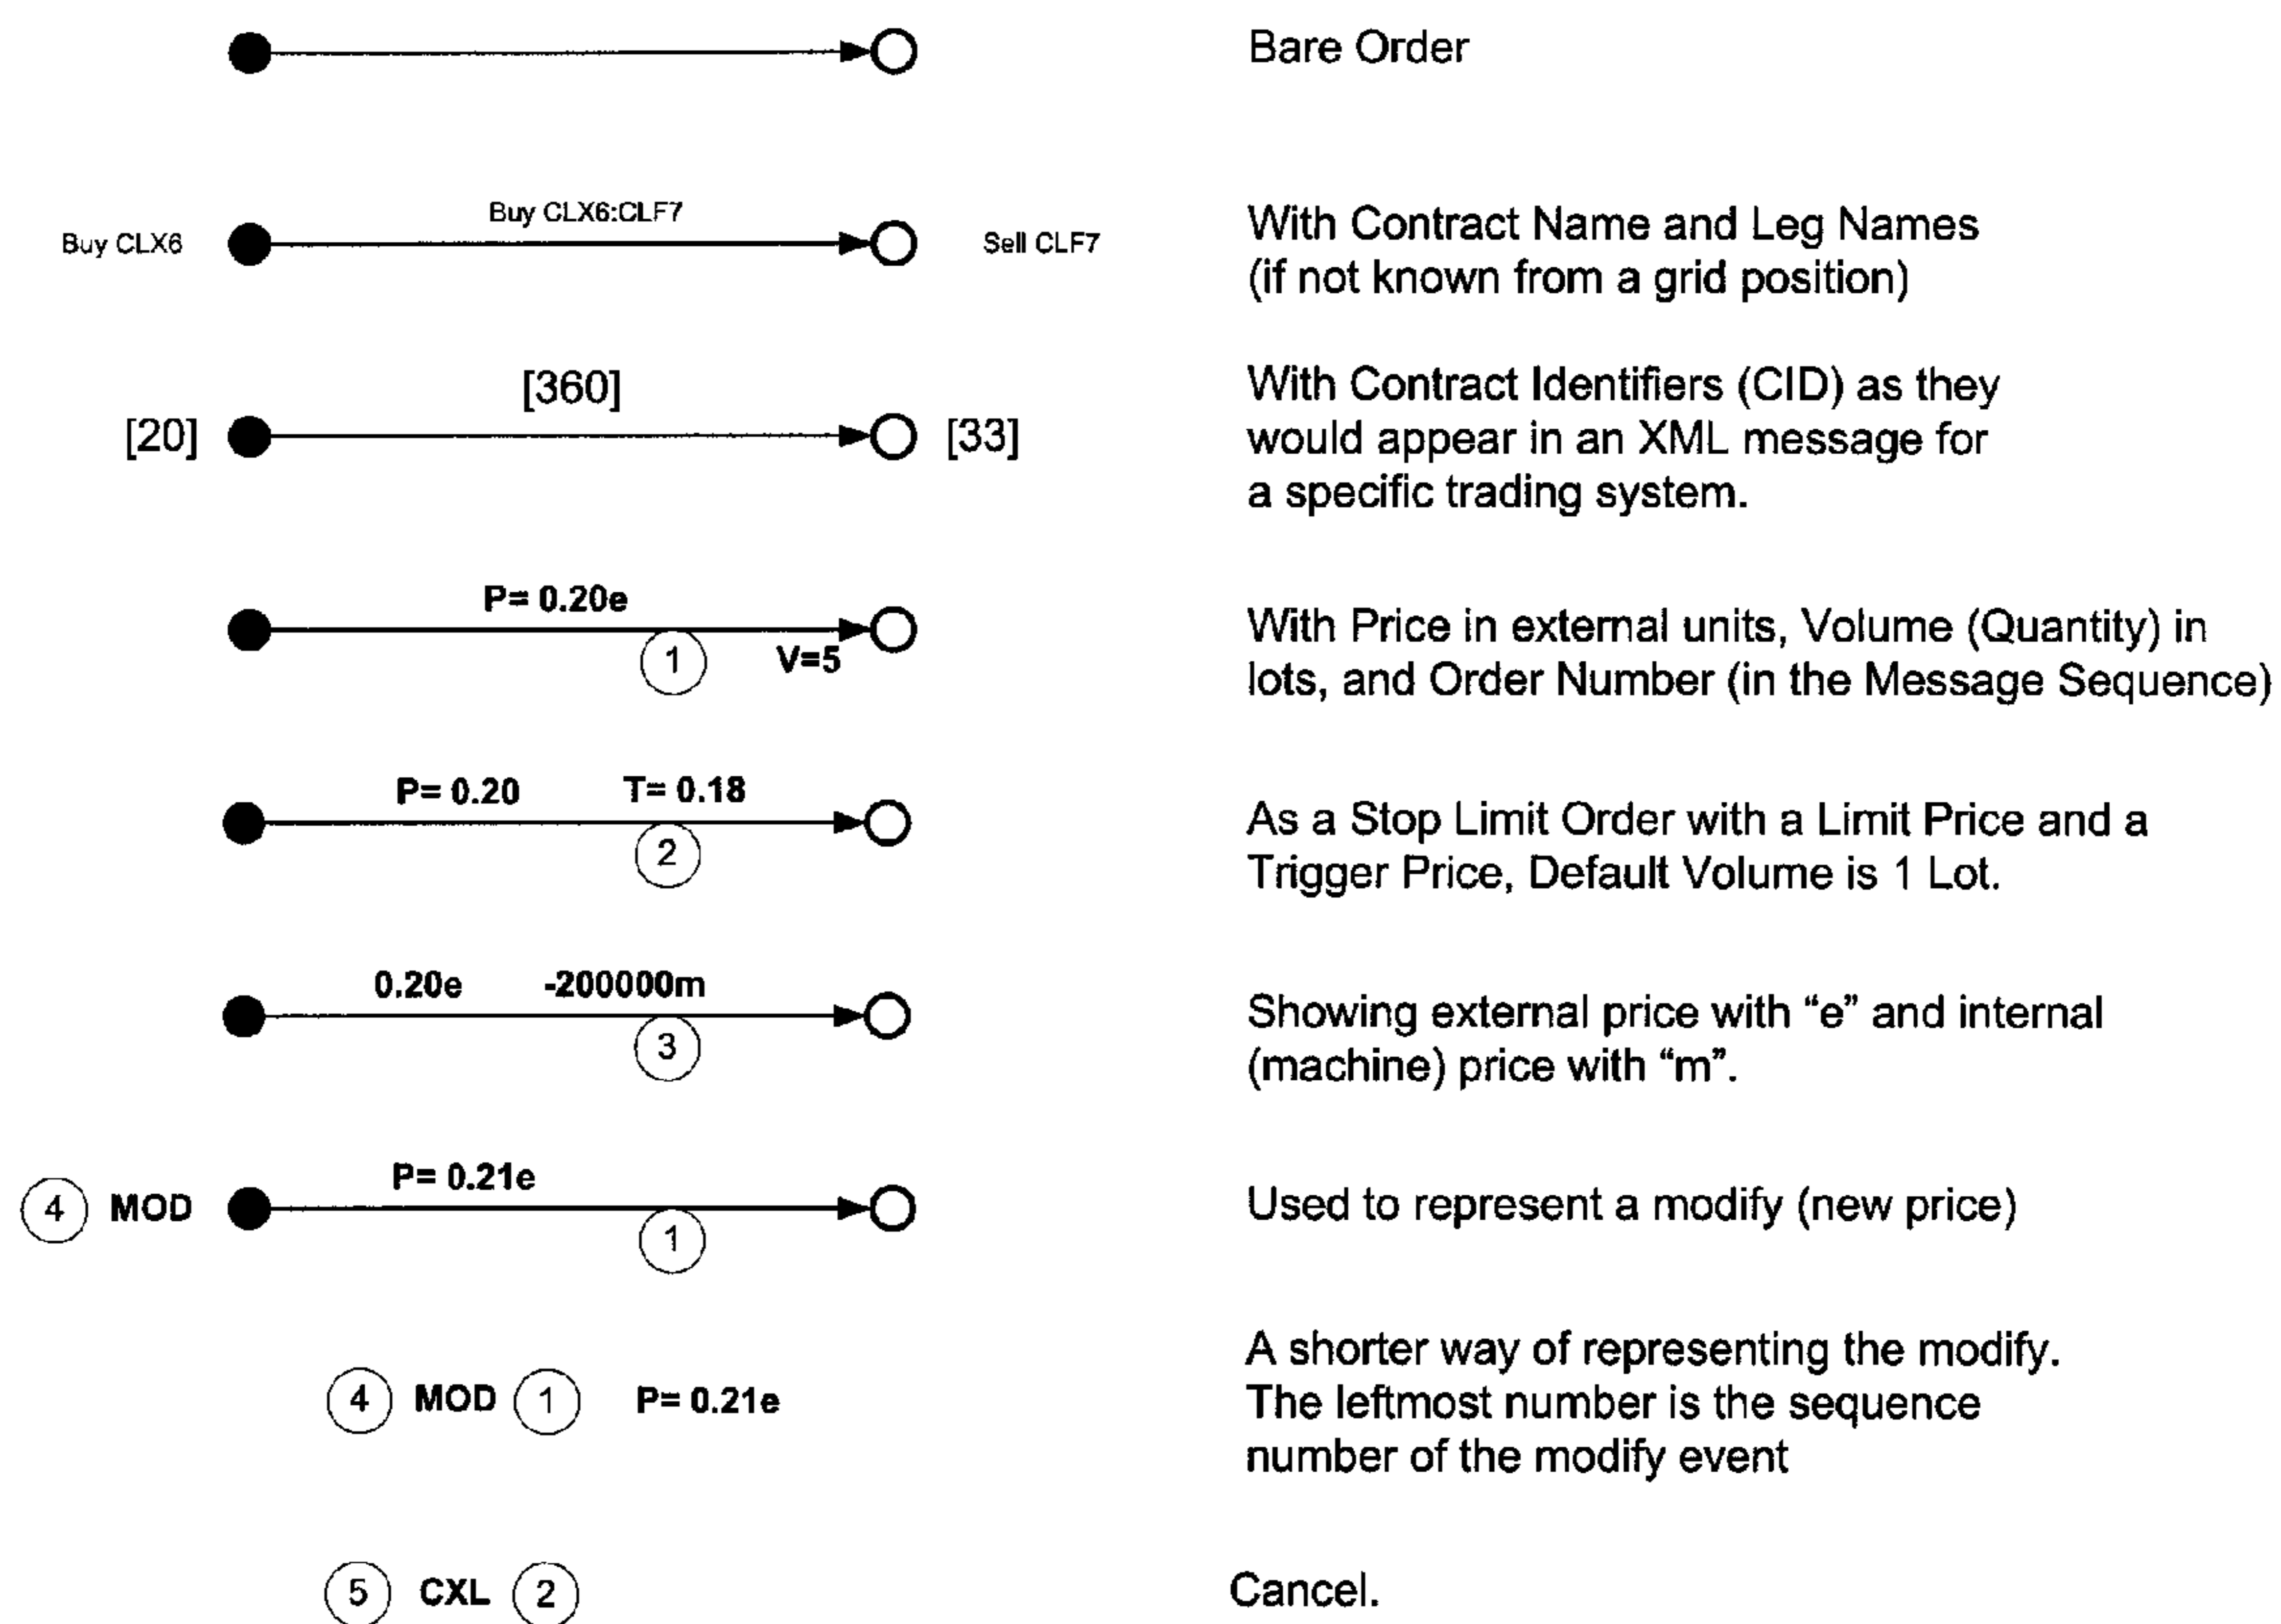 Bare Order
Buy CLX6:CLF7
Buy CLX6
Sell CLF7
With Contract Name and Leg Names
(if not known from a grid position)
[360]
[20]
[33]
With Contract Identifiers (CID) as they
would appear in an XML message for
a specific trading system.
P= 0.20e
1
V=5
With Price in external units, Volume (Quantity) in
lots, and Order Number (in the Message Sequence)
P= 0.20 T= 0.18
2
As a Stop Limit Order with a Limit Price and a
Trigger Price, Default Volume is 1 Lot.
0.20e -200000m
3
Showing external price with “e” and internal
(machine) price with “m”.
P= 0.21e
4 MOD
1
Used to represent a modify (new price)
4 MOD 1 P= 0.21e
A shorter way of representing the modify.
The leftmost number is the sequence
number of the modify event
5 CXL 2
Cancel.